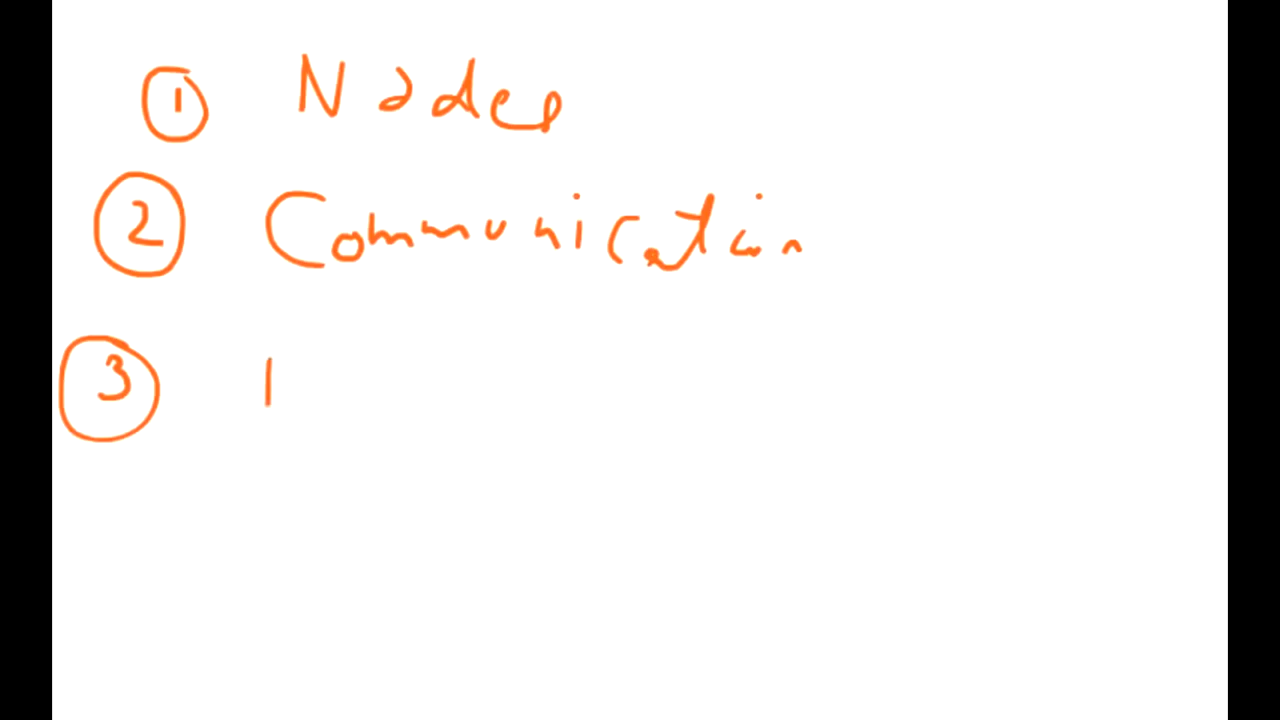 ① Nodes
② Communication
③ I